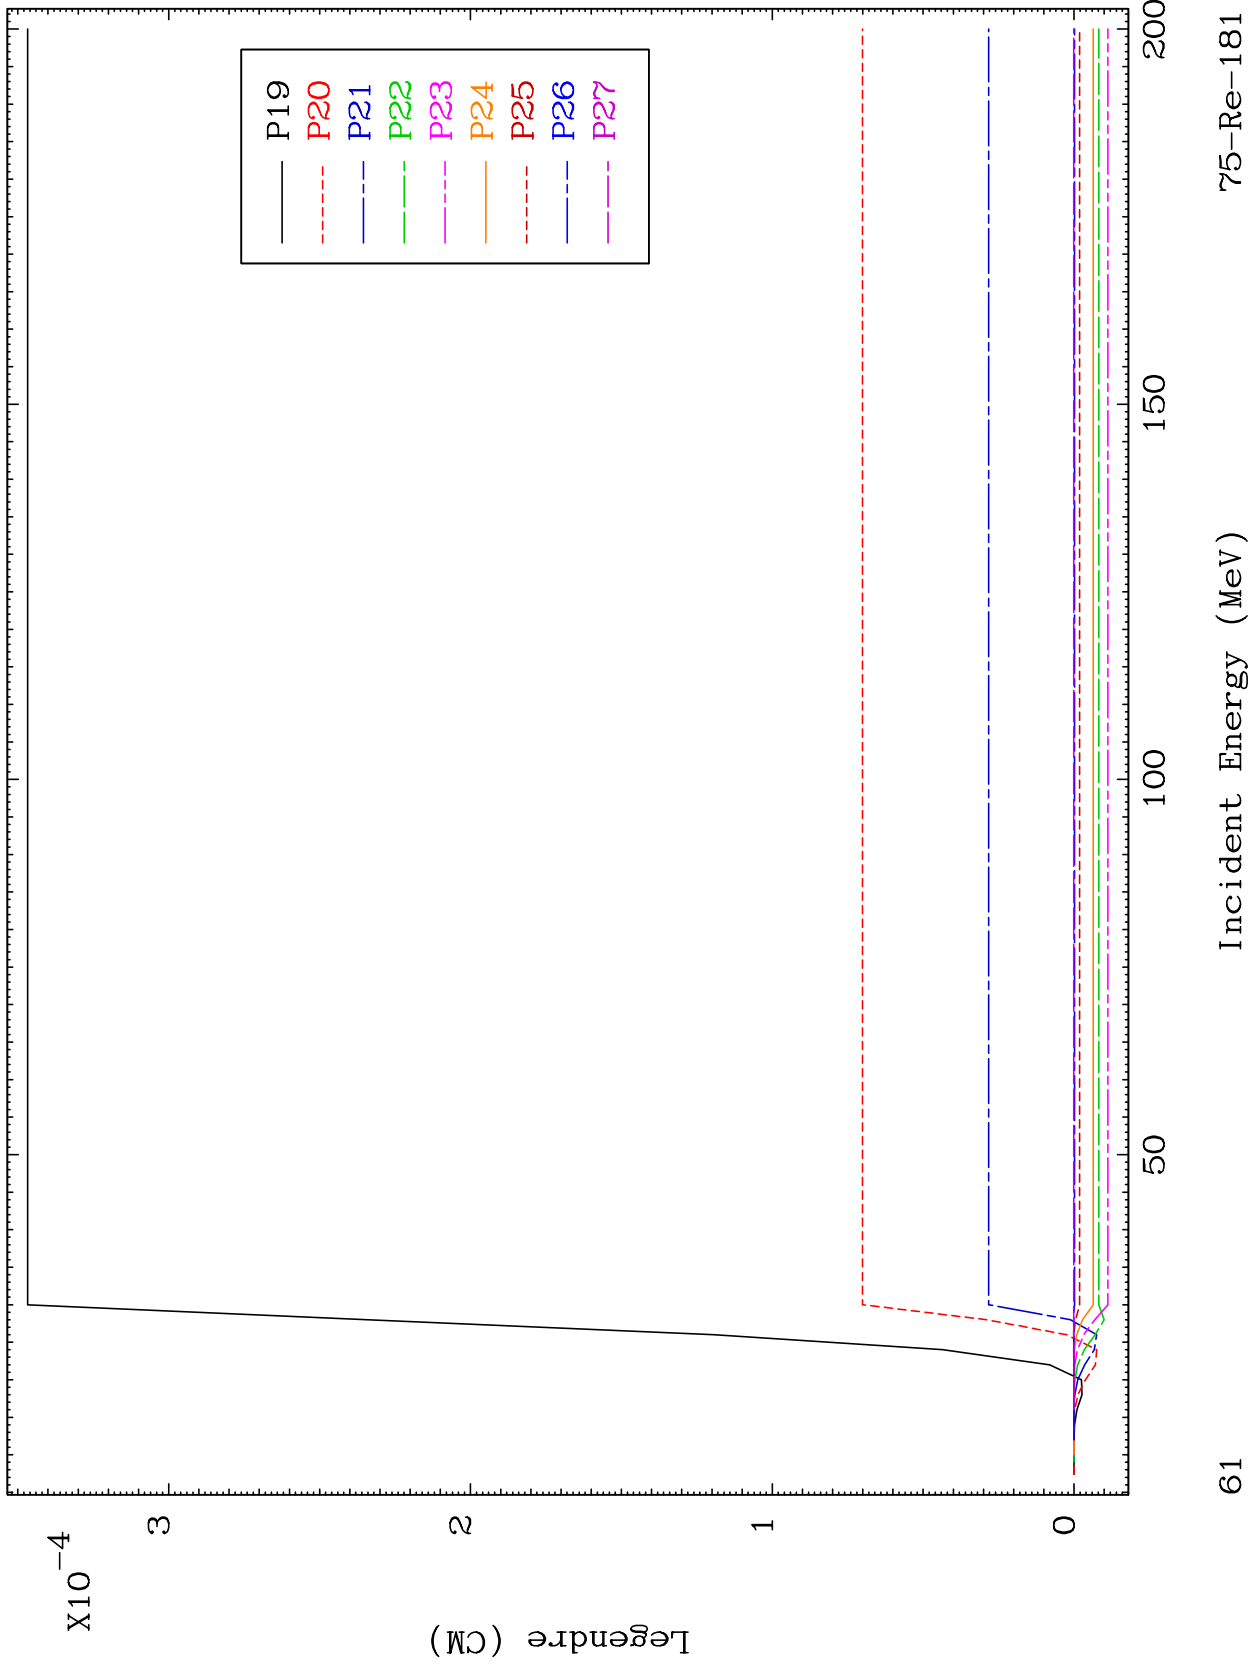 X10-4
3
2
1
0
Legendre (CM)
P19
P20
P21
P22
P23
P24
P25
P26
P27
50
100
150
200
Incident Energy (MeV)
61
75-Re-181